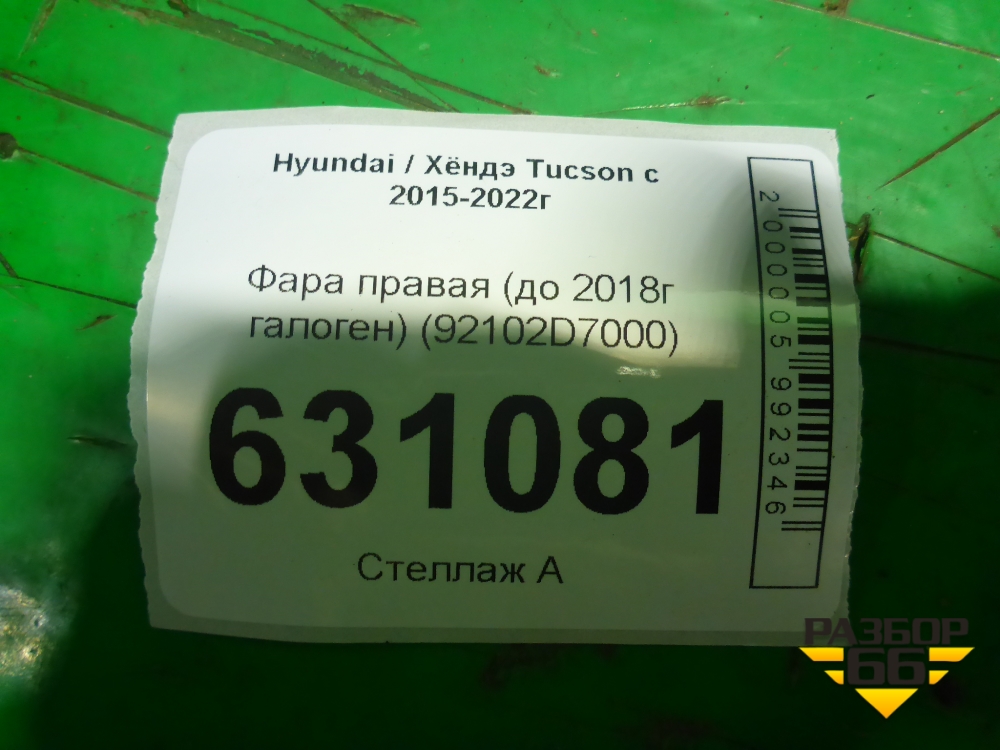 Hyundai / Хёндэ Tucson с
2015-2022г
Фара правая (до 2018г
галоген) (92102D7000)
631081
Стеллаж А
2000005992346
РАЗБОР
66